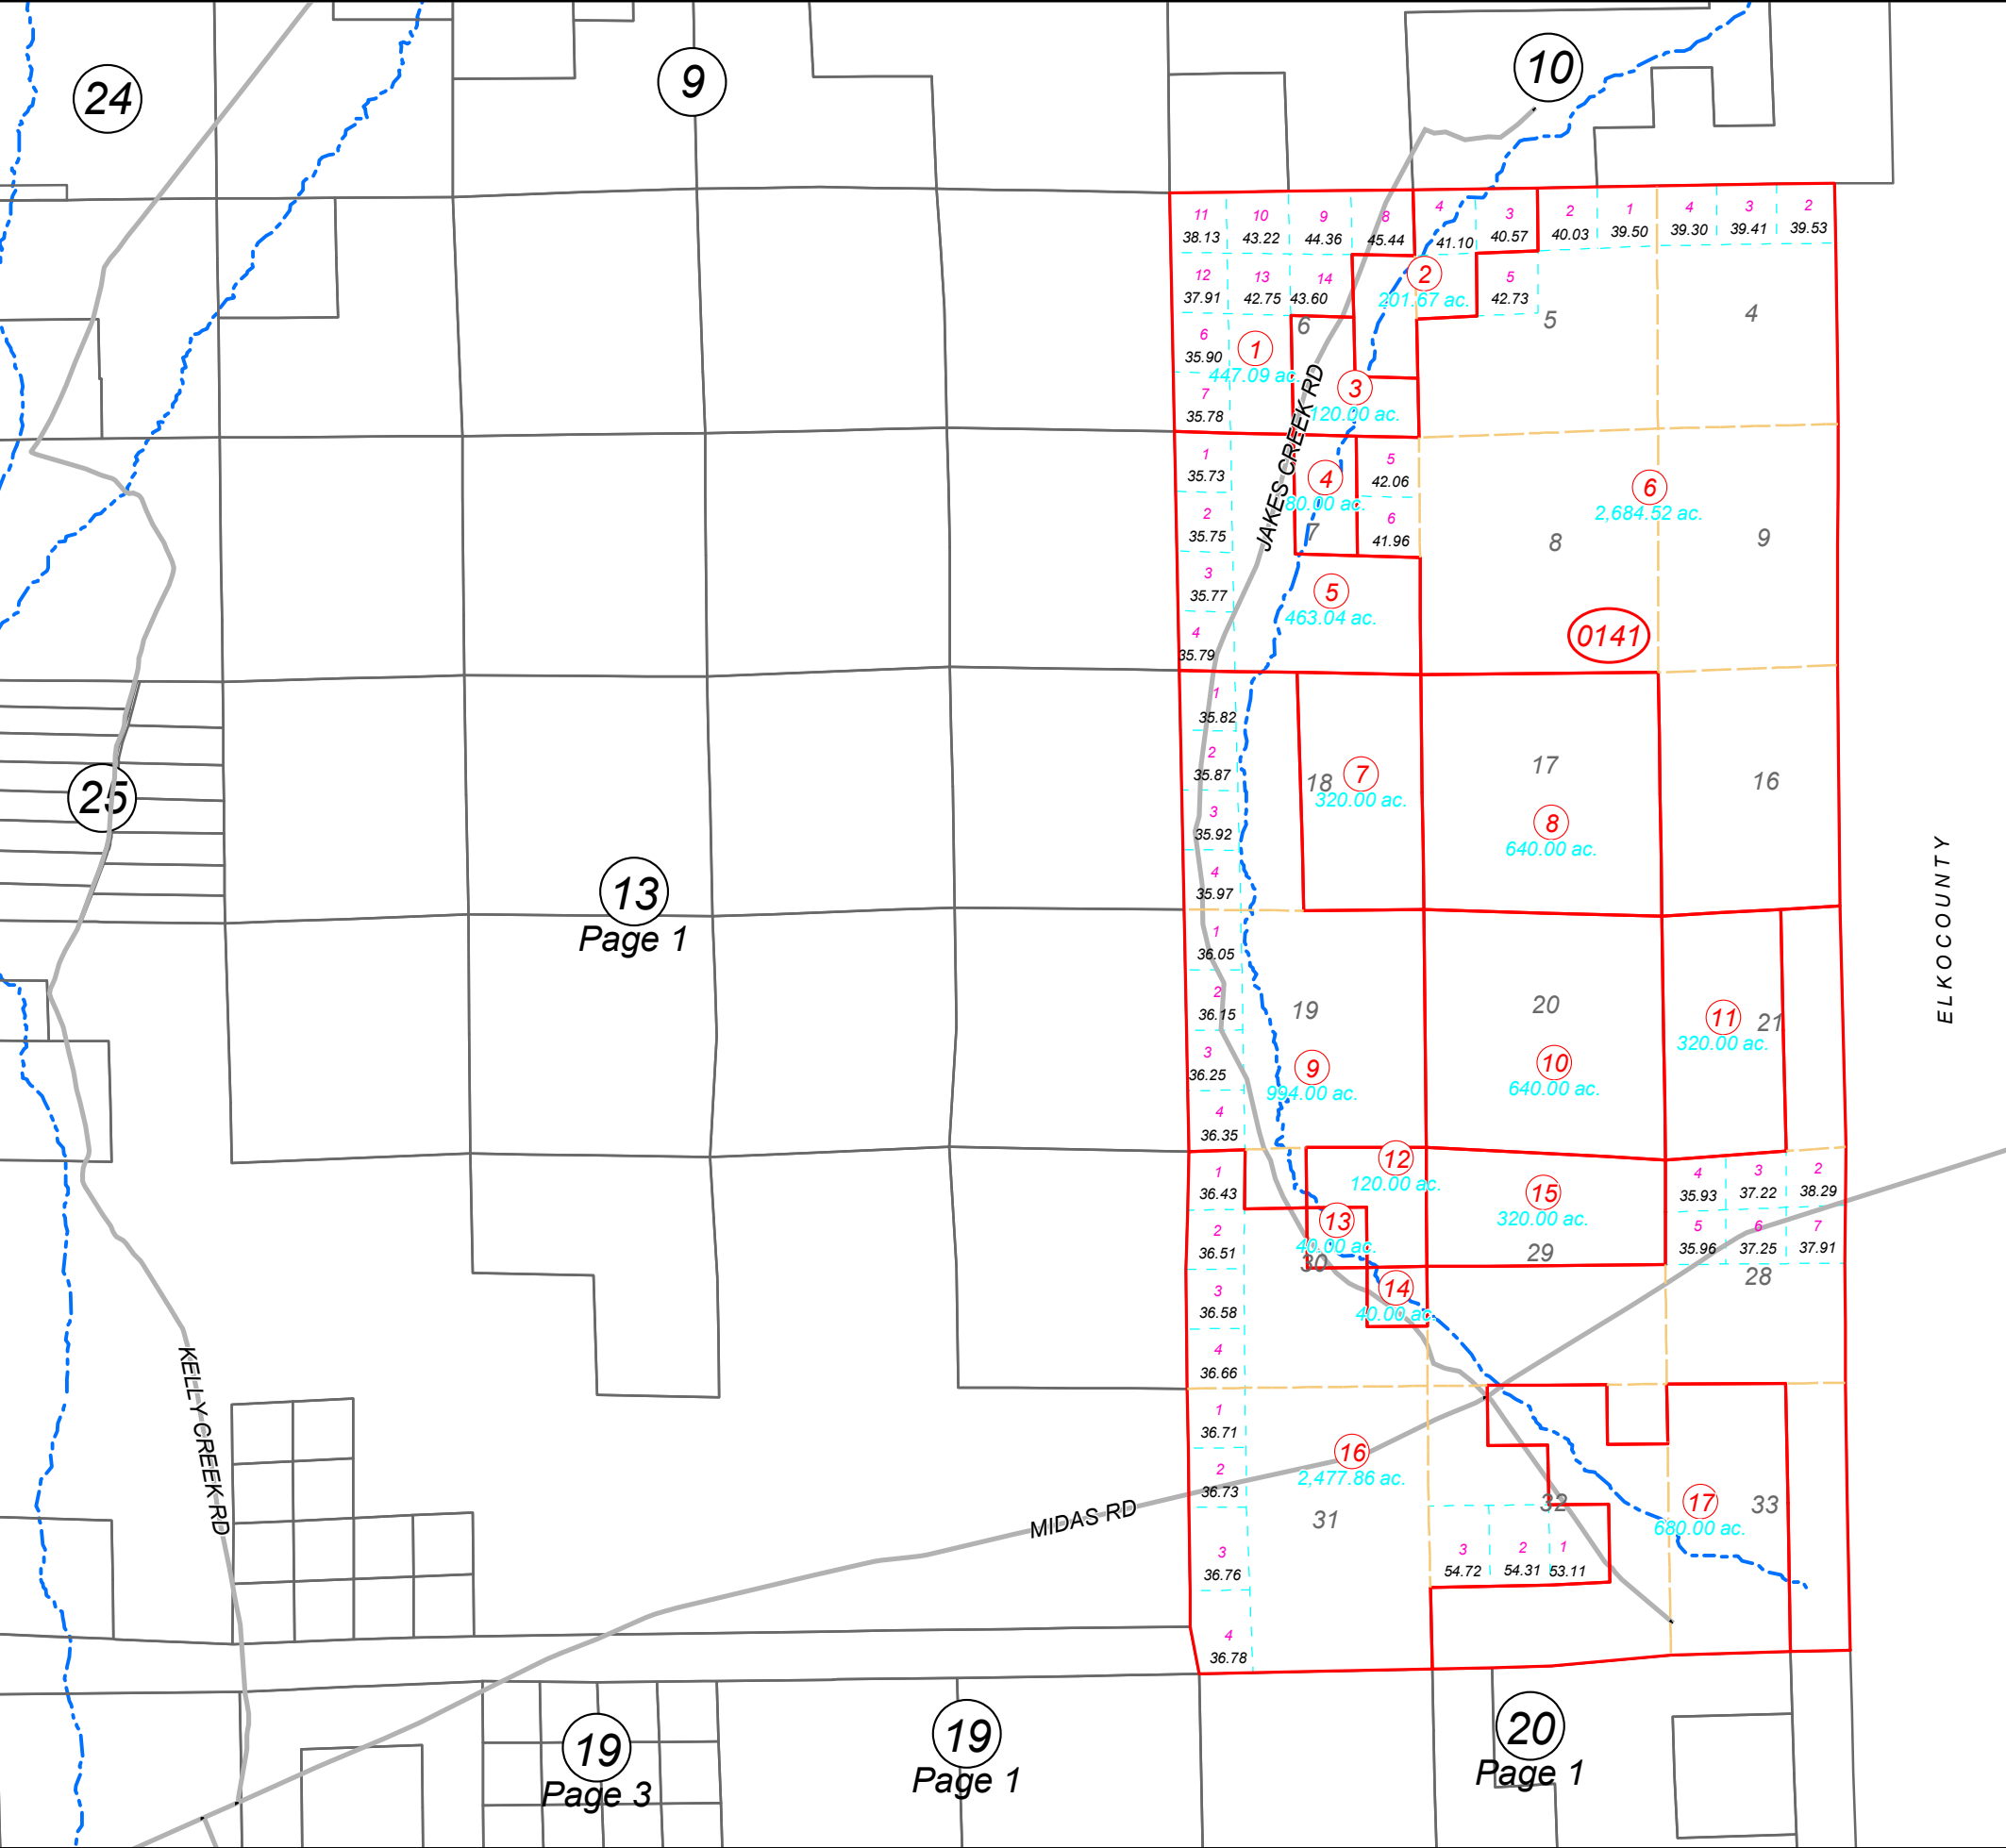 24
9
10
11 10 9 8 4 3 2 1 4 3 2
38.13 43.22 44.36 45.44 41.10 40.57 40.03 39.50 39.30 39.41 39.53
12 13 14 2 5
37.91 42.75 43.60 201.67 ac. 42.73
6 5 4
6 1
35.90 447.09 ac.
7 3
35.78 120.00 ac.
JAKES CREEK RD
1 4 5 6
35.73 80.00 ac. 42.06 2,684.52 ac.
2 7 6 8 9
35.75 41.96
3 5
35.77 463.04 ac.
4 0141
35.79
1
35.82
2 18 7 17 16
35.87 320.00 ac.
3 8
35.92 640.00 ac.
4
35.97
25
13
Page 1
ELKO COUNTY
1
36.05
2 19 20 11 21
36.15 320.00 ac.
3 9 10
36.25 994.00 ac. 640.00 ac.
4
36.35
1 12 15 4 3 2
36.43 120.00 ac. 320.00 ac. 35.93 37.22 38.29
2 13 5 6 7
36.51 40.00 ac. 35.96 37.25 37.91
30 29 28
3 14
36.58 40.00 ac.
4
36.66
KELLY CREEK RD
1 16
36.71 2,477.86 ac.
2
36.73
MIDAS RD
31 32 17 33
680.00 ac.
3 3 2 1
36.76 54.72 54.31 53.11
4
36.78
19
Page 3
19
Page 1
20
Page 1